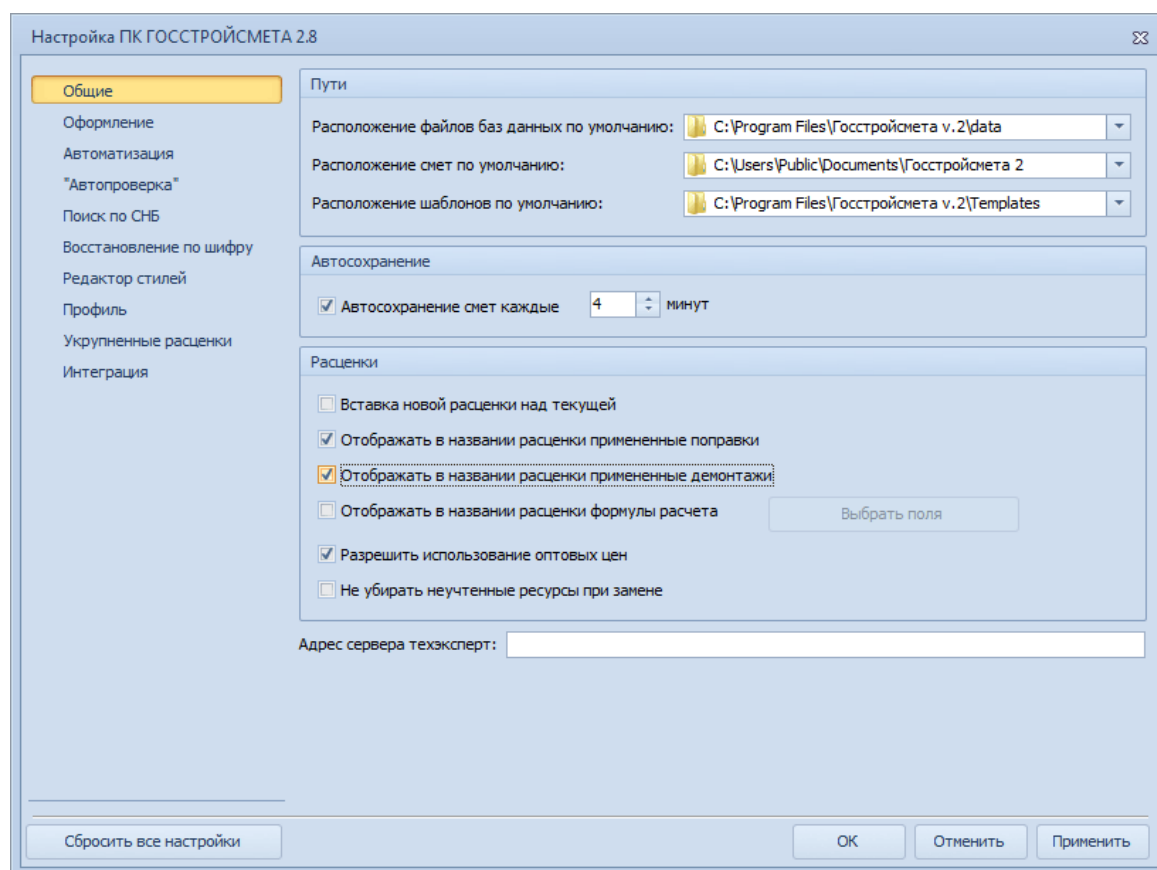 Настройка ПК ГОССТРОЙСМЕТА 2.8
Общие
Оформление
Автоматизация
"Автопроверка"
Поиск по СНБ
Восстановление по шифру
Редактор стилей
Профиль
Укрупненные расценки
Интеграция
Пути
Расположение файлов баз данных по умолчанию: C:\Program Files\Госстройсмета v.2\data
Расположение смет по умолчанию: C:\Users\Public\Documents\Госстройсмета 2
Расположение шаблонов по умолчанию: C:\Program Files\Госстройсмета v.2\Templates
Автосохранение
Автосохранение смет каждые 4 минут
Расценки
Вставка новой расценки над текущей
Отображать в названии расценки примененные поправки
Отображать в названии расценки примененные демонтажи
Отображать в названии расценки формулы расчета Выбрать поля
Разрешить использование оптовых цен
Не убирать неучтенные ресурсы при замене
Адрес сервера техэксперт:
Сбросить все настройки OK Отменить Применить